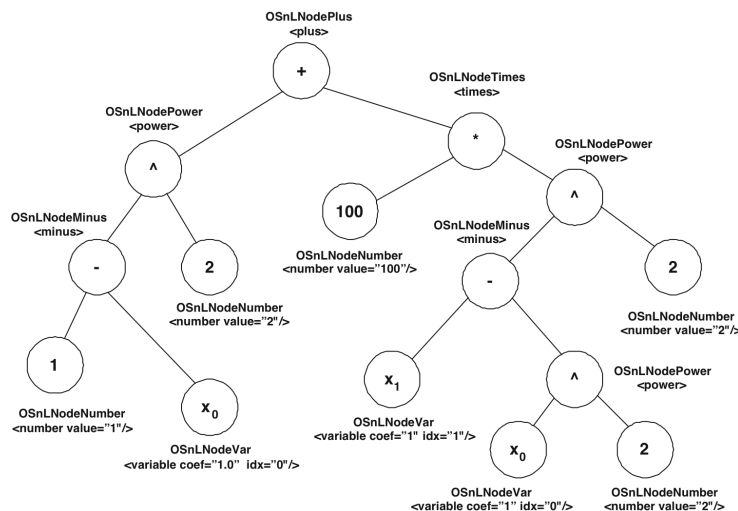 OSnLNodePlus
<plus>
+
OSnLNodeTimes
<times>
*
OSnLNodePower
<power>
^
OSnLNodePower
<power>
^
100
OSnLNodeNumber
<number value="100"/>
OSnLNodeMinus
<minus>
-
2
OSnLNodeNumber
<number value="2"/>
OSnLNodeMinus
<minus>
-
2
OSnLNodeNumber
<number value="2"/>
1
OSnLNodeNumber
<number value="1"/>
x0
OSnLNodeVar
<variable coef="1.0" idx="0"/>
x1
OSnLNodeVar
<variable coef="1" idx="1"/>
^
OSnLNodePower
<power>
x0
OSnLNodeVar
<variable coef="1" idx="0"/>
2
OSnLNodeNumber
<number value="2"/>